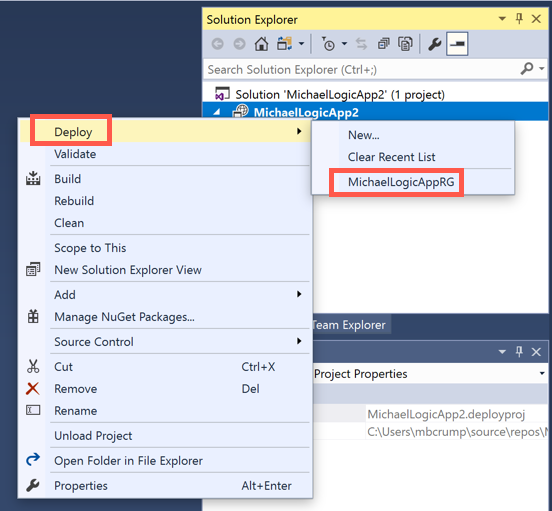 Solution Explorer
Search Solution Explorer (Ctrl+;)
Solution 'MichaelLogicApp2' (1 project)
MichaelLogicApp2
Deploy
Validate
Build
Rebuild
Clean
Scope to This
New Solution Explorer View
Add
Manage NuGet Packages...
Source Control
Cut Ctrl+X
Remove Del
Rename
Unload Project
Open Folder in File Explorer
Properties Alt+Enter
New...
Clear Recent List
MichaelLogicAppRG
Team Explorer
Project Properties
MichaelLogicApp2.deployproj
C:\Users\mbcrump\source\repos\